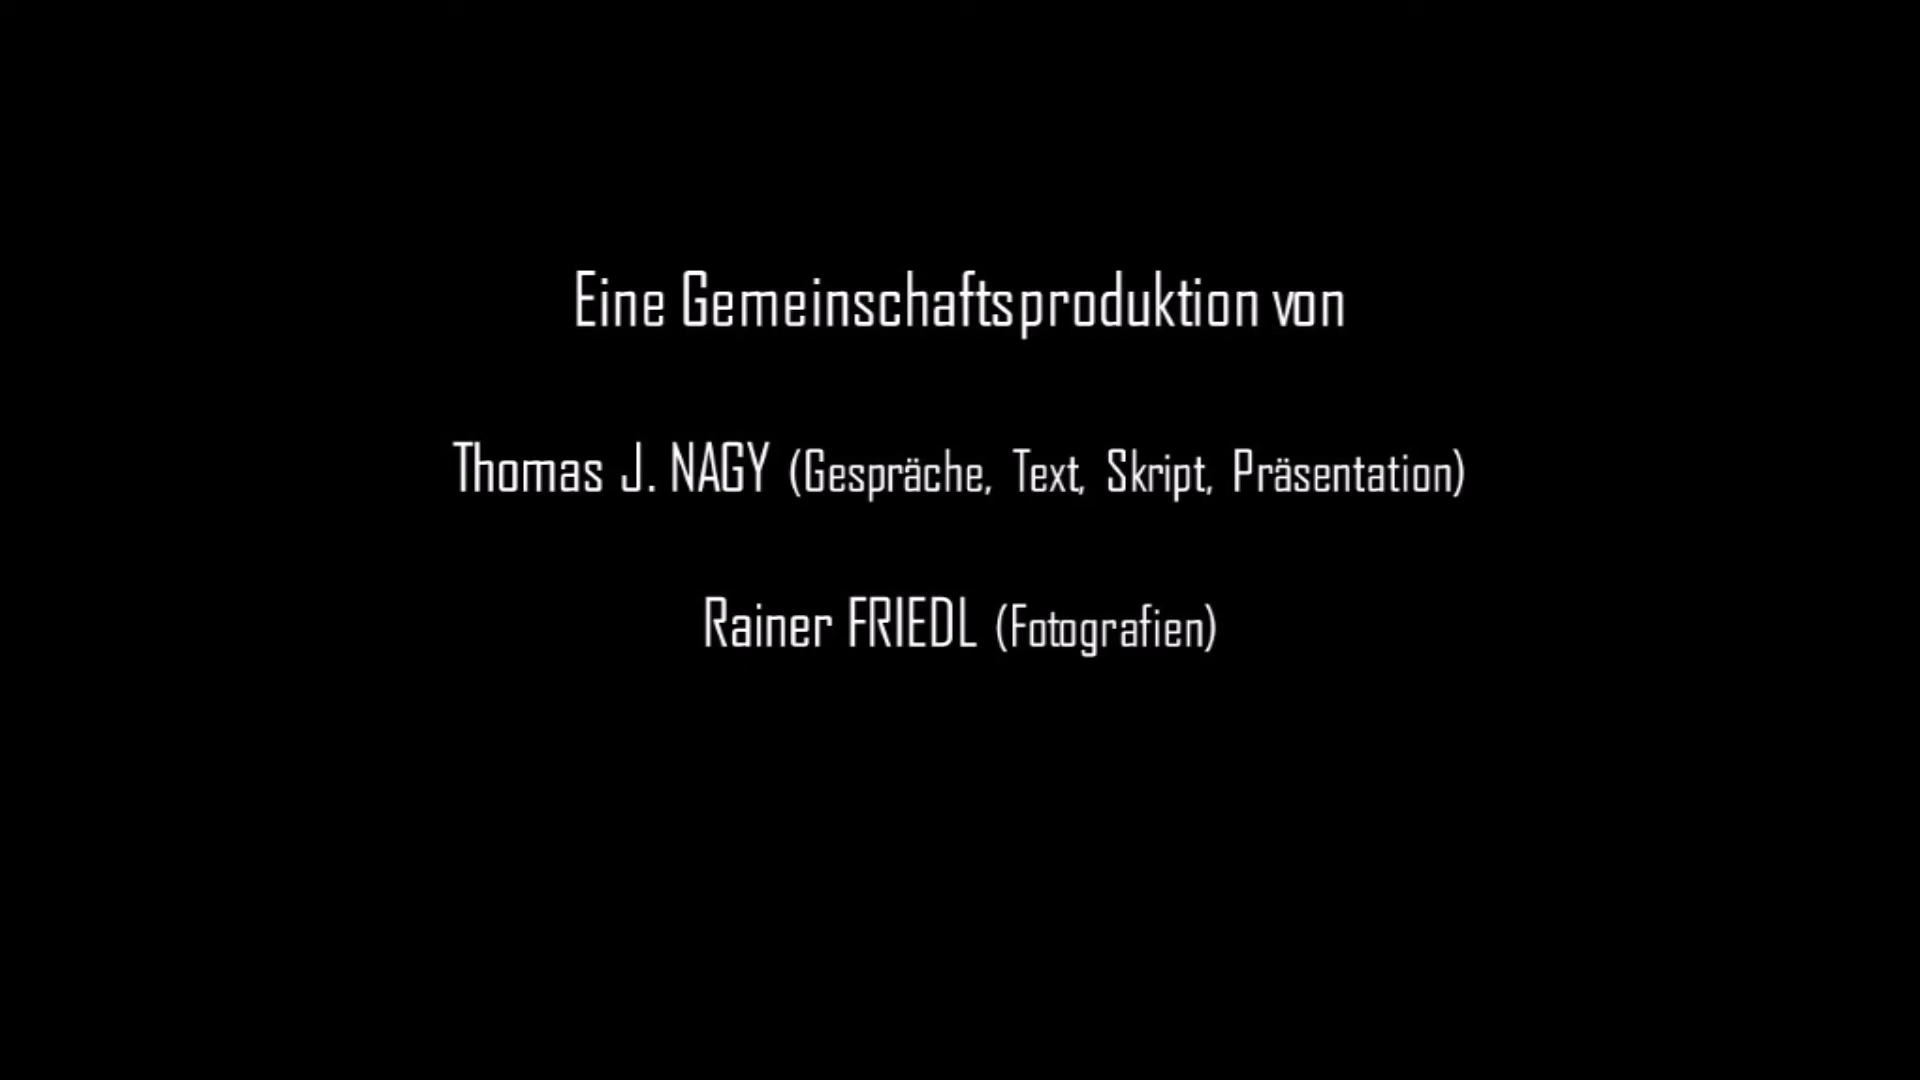 Eine Gemeinschaftsproduktion von
Thomas J. NAGY (Gespräche, Text, Skript, Präsentation)
Rainer FRIEDL (Fotografien)